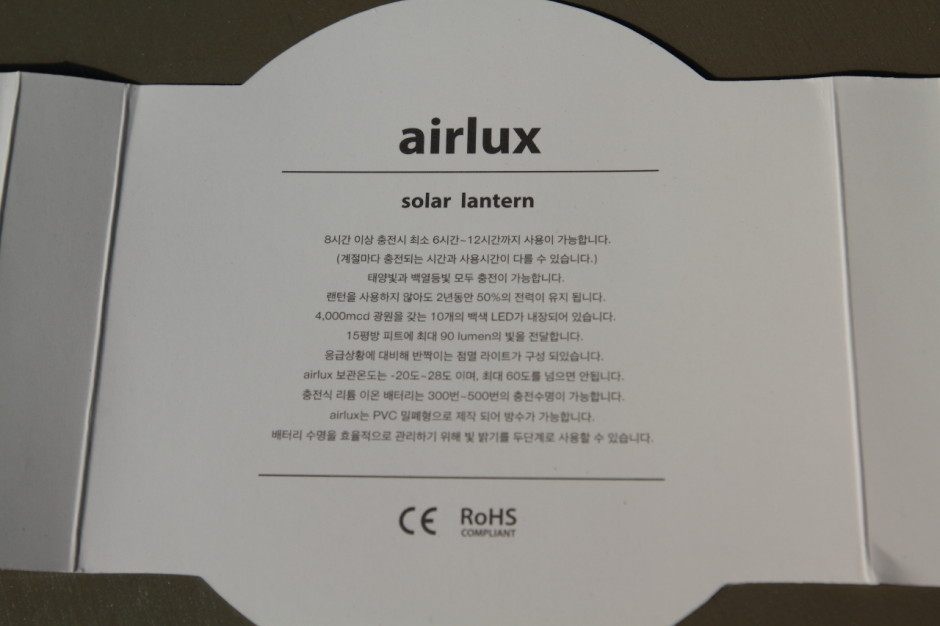 airlux
solar lantern
8시간 이상 충전시 최소 6시간~12시간까지 사용이 가능합니다.
(계절마다 충전되는 시간과 사용시간이 다를 수 있습니다.)
태양빛과 백열등빛 모두 충전이 가능합니다.
랜턴을 사용하지 않아도 2년동안 50%의 전력이 유지 됩니다.
4,000mcd 광원을 갖는 10개의 백색 LED가 내장되어 있습니다.
15평방 피트에 최대 90 lumen의 빛을 전달합니다.
응급상황에 대비해 반짝이는 점멸 라이트가 구성 되있습니다.
airlux 보관온도는 -20도~28도 이며, 최대 60도를 넘으면 안됩니다.
충전식 리튬 이온 배터리는 300번~500번의 충전수명이 가능합니다.
airlux는 PVC 밀폐형으로 제작 되어 방수가 가능합니다.
배터리 수명을 효율적으로 관리하기 위해 빛 밝기를 두단계로 사용할 수 있습니다.
CE RoHS
COMPLIANT